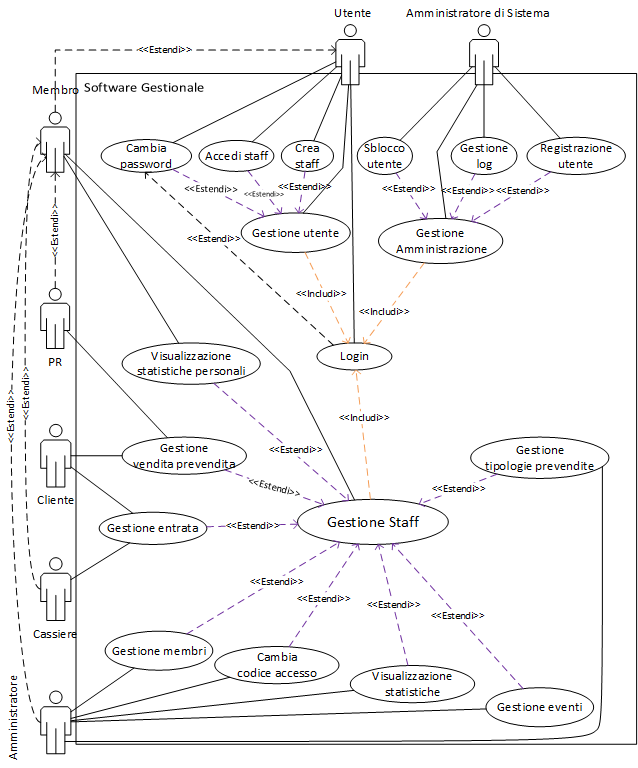 Utente
Amministratore di Sistema
<<Estendi>>
Membro
Software Gestionale
Cambia
password
Accedi staff
Crea
staff
Sblocco
utente
Gestione
log
Registrazione
utente
<<Estendi>>
<<Estendi>>
<<Estendi>>
<<Estendi>>
<<Estendi>>
<<Estendi>>
<<Estendi>>
Gestione utente
<<Estendi>>
Gestione
Amministrazione
<<Includi>>
<<Includi>>
PR
Visualizzazione
statistiche personali
Login
<<Estendi>>
<<Estendi>>
<<Includi>>
Gestione
vendita prevendita
<<Estendi>>
Gestione
tipologie prevendite
<<Estendi>>
<<Estendi>>
Cliente
Gestione entrata
<<Estendi>>
Gestione Staff
<<Estendi>>
<<Estendi>>
<<Estendi>>
<<Estendi>>
Cassiere
Gestione membri
Cambia
codice accesso
Visualizzazione
statistiche
Gestione eventi
Amministratore